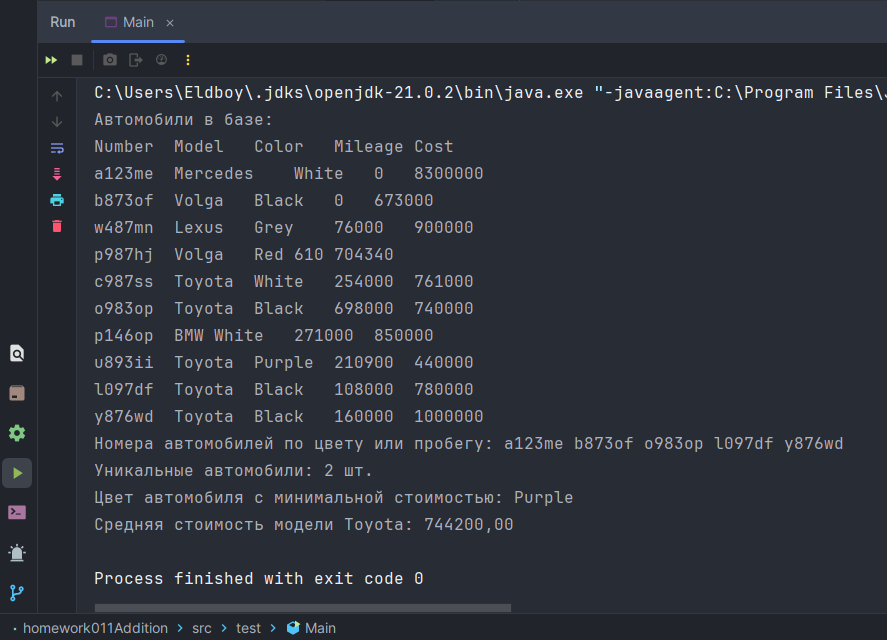 Run Main ×
C:\Users\Eldboy\.jdks\openjdk-21.0.2\bin\java.exe "-javaagent:C:\Program Files\
Автомобили в базе:
Number Model Color Mileage Cost
a123me Mercedes White 0 8300000
b873of Volga Black 0 673000
w487mn Lexus Grey 76000 900000
p987hj Volga Red 610 704340
c987ss Toyota White 254000 761000
o983op Toyota Black 698000 740000
p146op BMW White 271000 850000
u893ii Toyota Purple 210900 440000
l097df Toyota Black 108000 780000
y876wd Toyota Black 160000 1000000
Номера автомобилей по цвету или пробегу: a123me b873of o983op l097df y876wd
Уникальные автомобили: 2 шт.
Цвет автомобиля с минимальной стоимостью: Purple
Средняя стоимость модели Toyota: 744200,00
Process finished with exit code 0
homework011Addition > src > test > Main